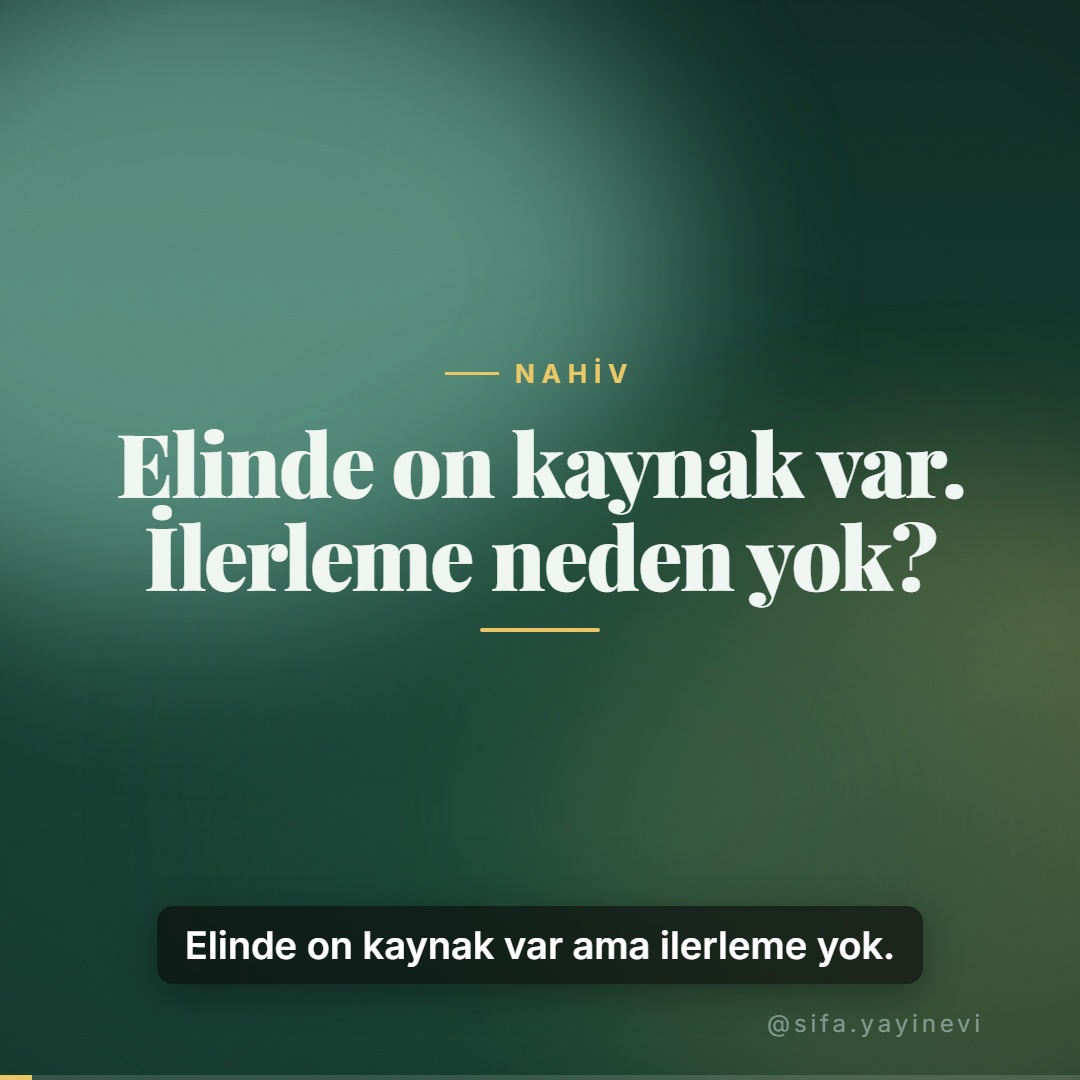 NAHİV
Elinde on kaynak var.
İlerleme neden yok?
Elinde on kaynak var ama ilerleme yok.
@sifa.yayinevi